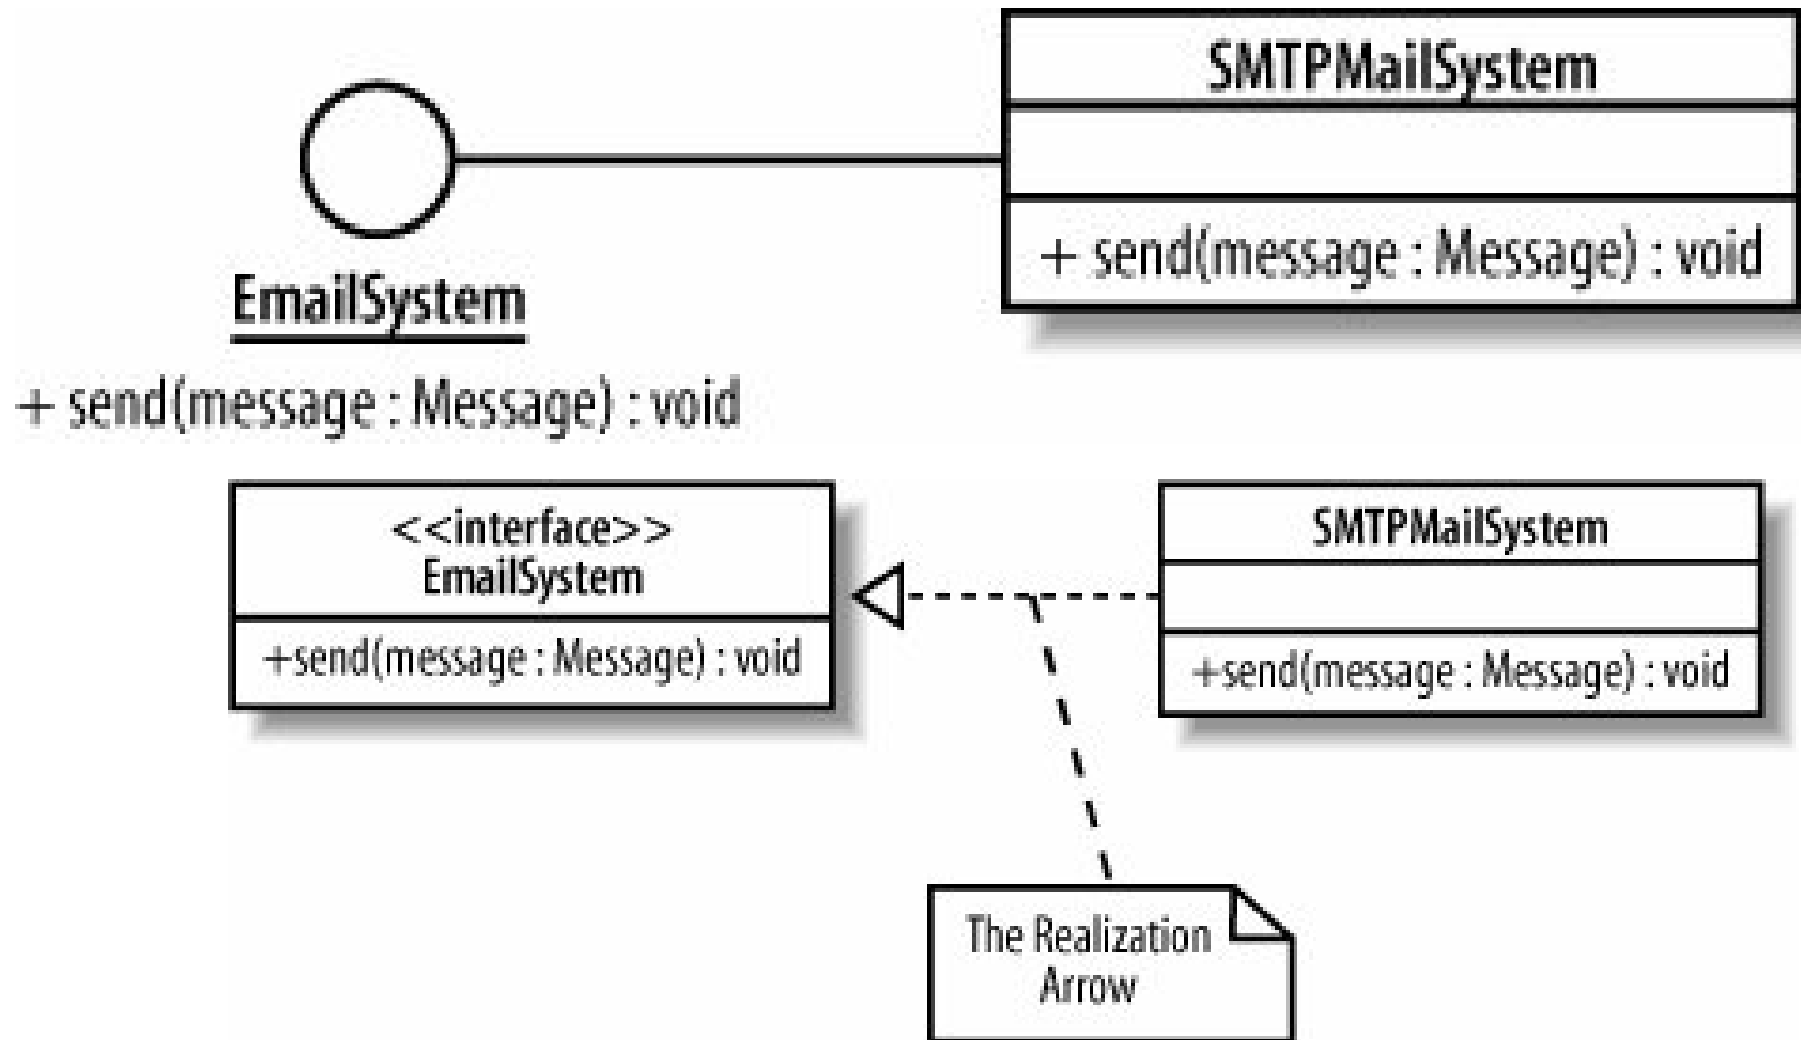 SMTPMailSystem
+ send(message : Message) : void
EmailSystem
+ send(message : Message) : void
<<interface>>
EmailSystem
+send(message : Message) : void
SMTPMailSystem
+send(message : Message) : void
The Realization
Arrow